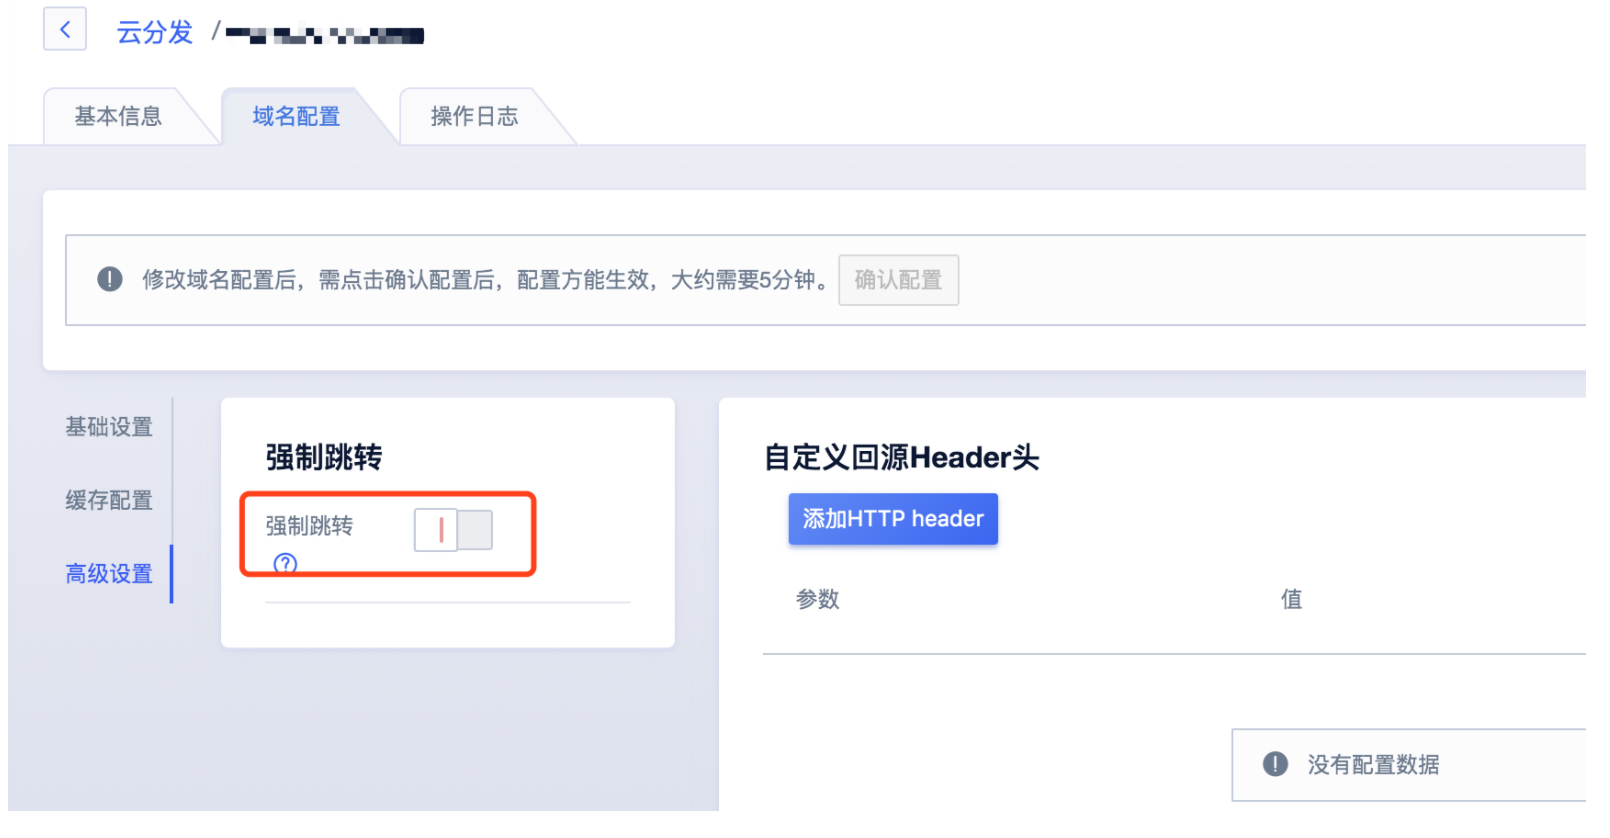 云分发 /
基本信息
域名配置
操作日志
修改域名配置后，需点击确认配置后，配置方能生效，大约需要5分钟。
确认配置
基础设置
缓存配置
高级设置
强制跳转
强制跳转
自定义回源Header头
添加HTTP header
参数 值
没有配置数据